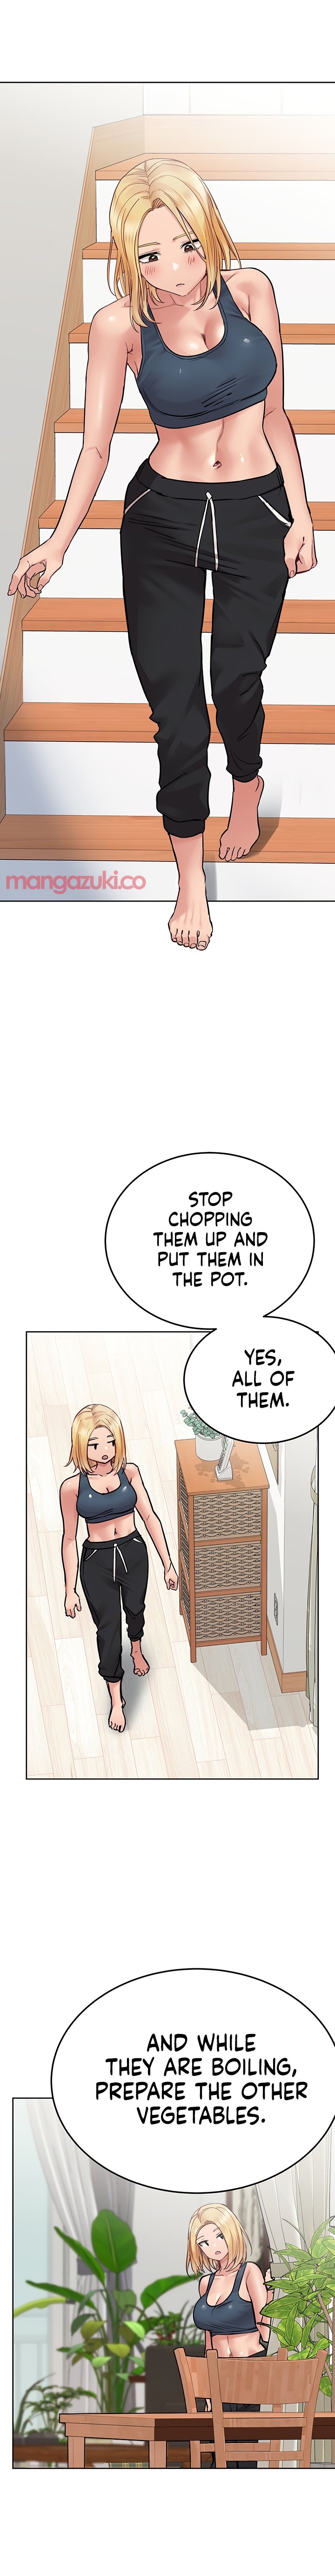 mangazuki.co
STOP
CHOPPING
THEM UP AND
PUT THEM IN
THE POT.
YES,
ALL OF
THEM.
AND WHILE
THEY ARE BOILING,
PREPARE THE OTHER
VEGETABLES.